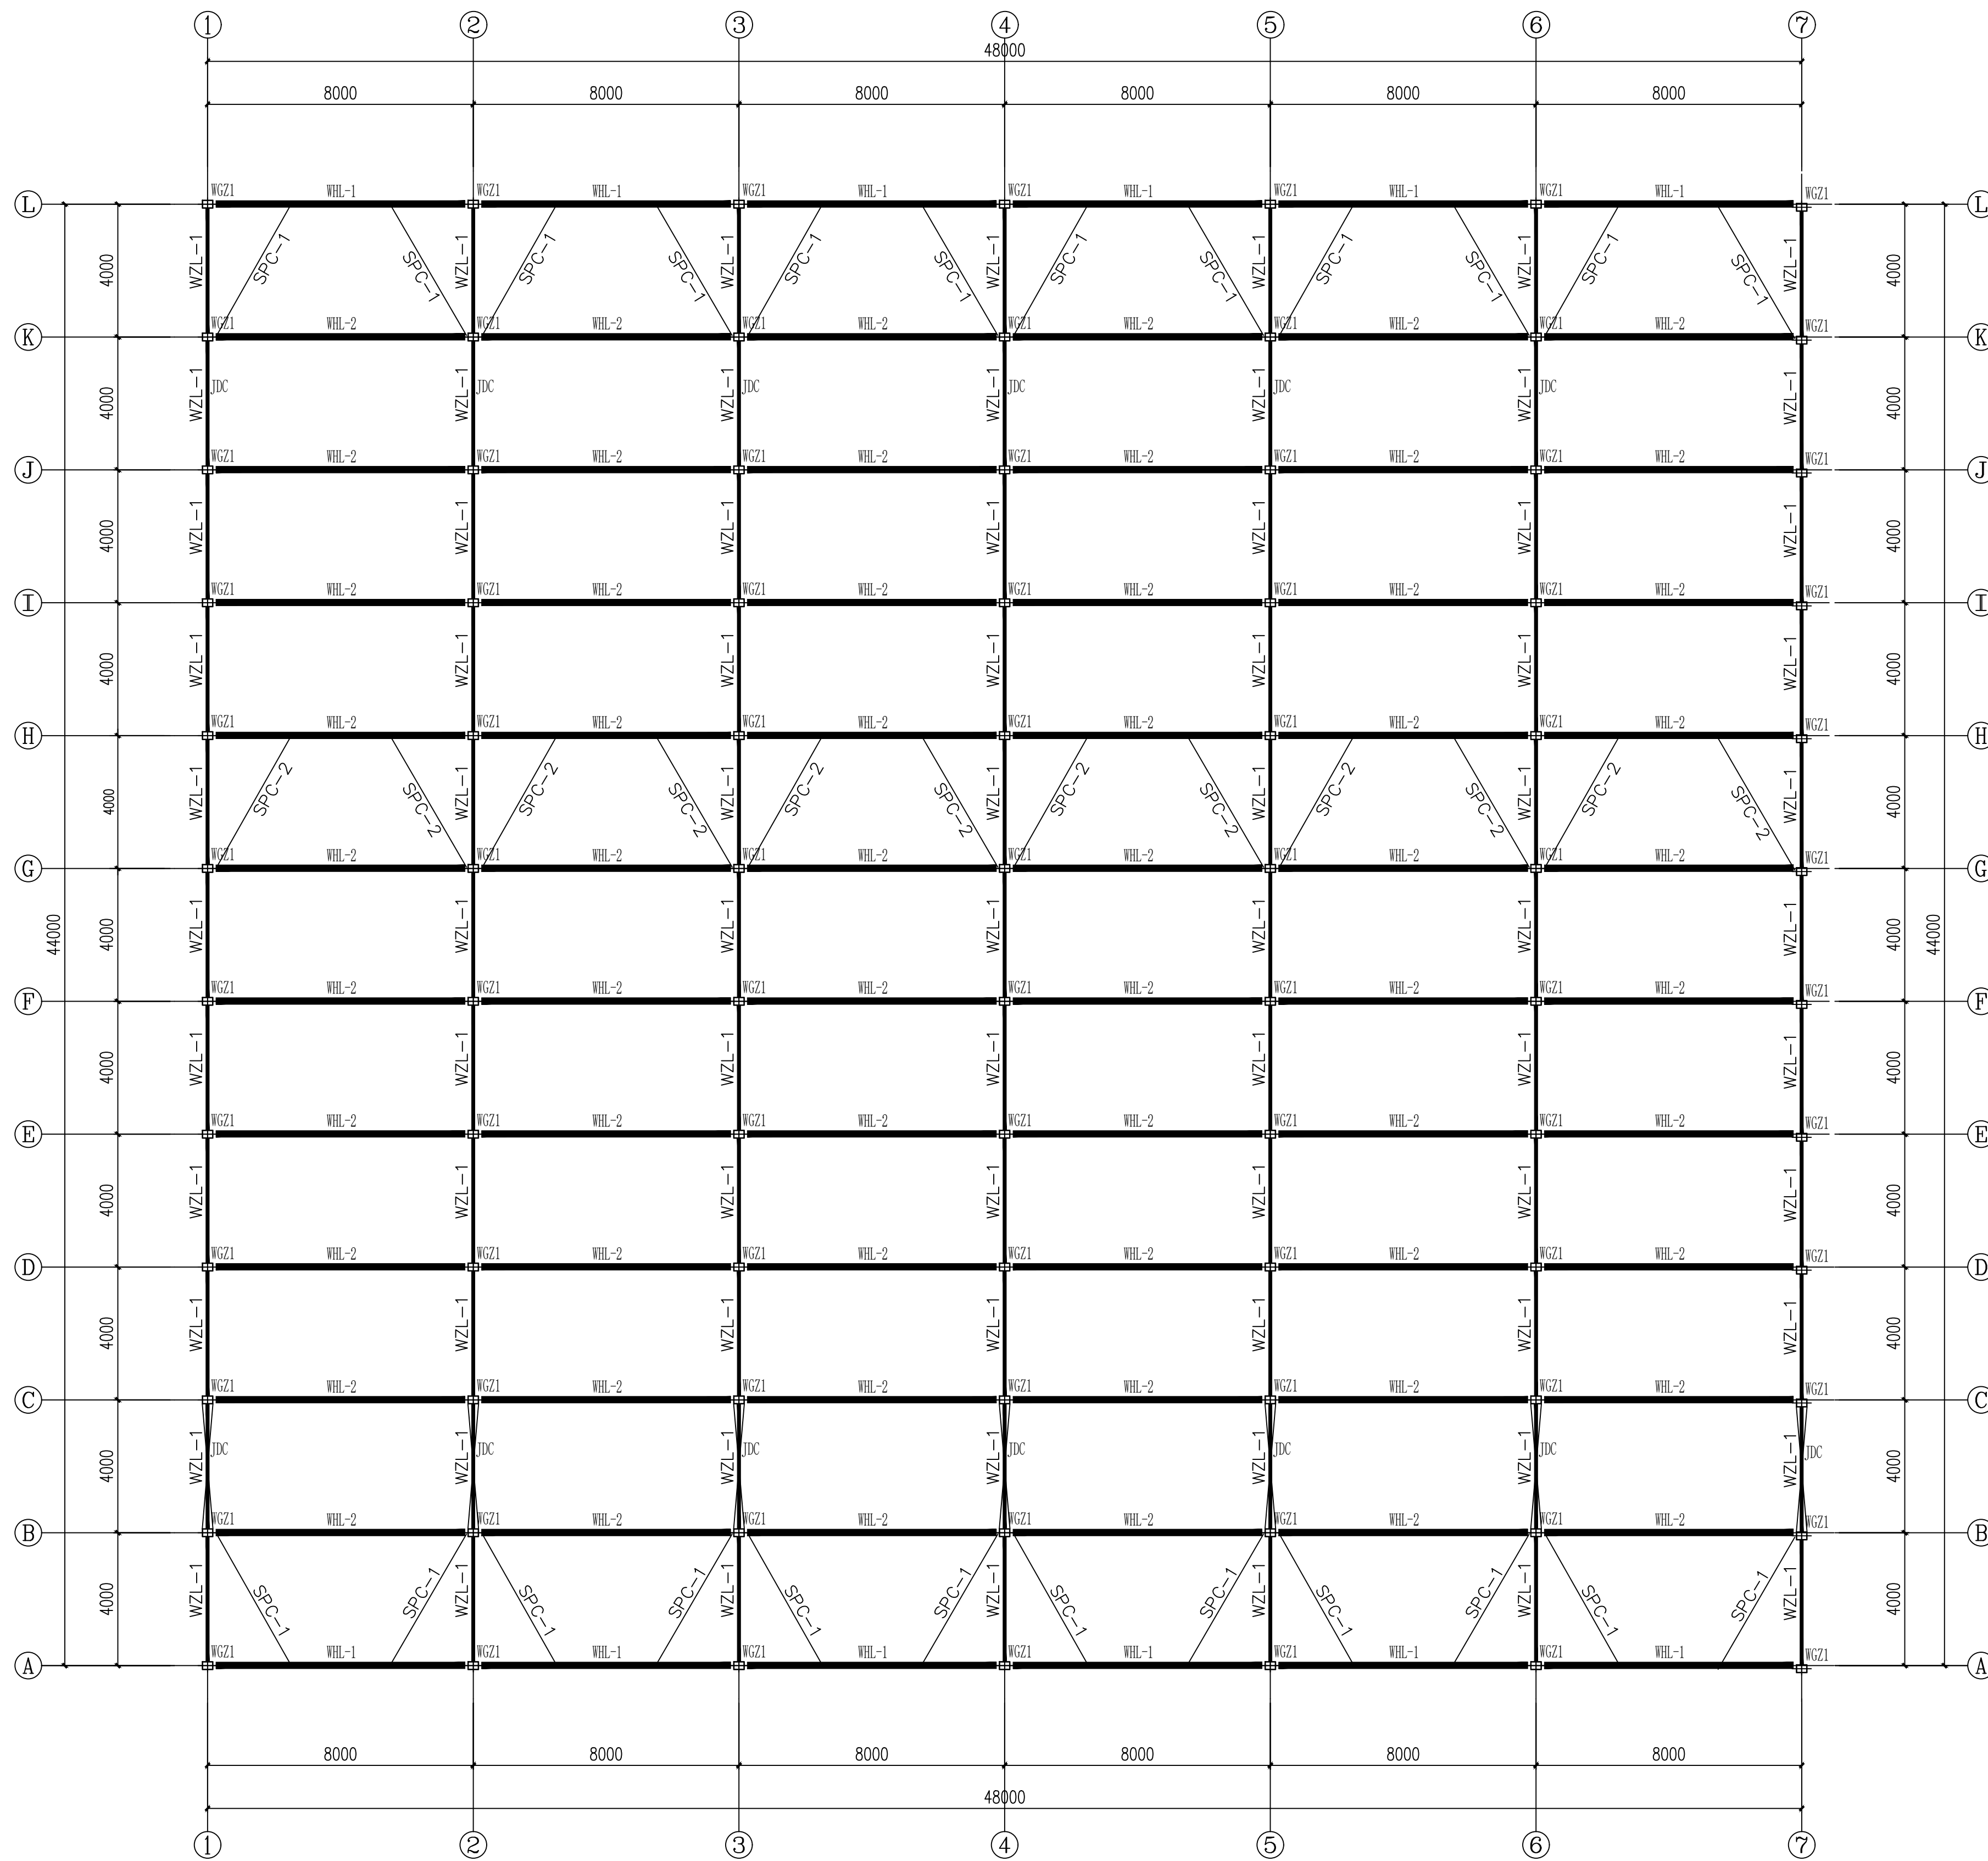 1 2 3 4 5 6 7
48000
8000 8000 8000 8000 8000 8000
WGZ1 WHL-1 WGZ1 WHL-1 WGZ1 WHL-1 WGZ1 WHL-1 WGZ1 WHL-1 WGZ1 WHL-1 WGZ1
L L
4000 WZL-1 SPC-1 SPC-1 WZL-1 SPC-1 SPC-1 WZL-1 SPC-1 SPC-1 WZL-1 SPC-1 SPC-1 WZL-1 SPC-1 SPC-1 WZL-1 SPC-1 SPC-1 WZL-1 4000
WGZ1 WHL-2 WGZ1 WHL-2 WGZ1 WHL-2 WGZ1 WHL-2 WGZ1 WHL-2 WGZ1 WHL-2 WGZ1
K K
4000 WZL-1 JDC WZL-1 JDC WZL-1 JDC WZL-1 JDC WZL-1 JDC WZL-1 JDC WZL-1 4000
WGZ1 WHL-2 WGZ1 WHL-2 WGZ1 WHL-2 WGZ1 WHL-2 WGZ1 WHL-2 WGZ1 WHL-2 WGZ1
J J
4000 WZL-1 WZL-1 WZL-1 WZL-1 WZL-1 WZL-1 WZL-1 4000
WGZ1 WHL-2 WGZ1 WHL-2 WGZ1 WHL-2 WGZ1 WHL-2 WGZ1 WHL-2 WGZ1 WHL-2 WGZ1
I I
4000 WZL-1 WZL-1 WZL-1 WZL-1 WZL-1 WZL-1 WZL-1 4000
WGZ1 WHL-2 WGZ1 WHL-2 WGZ1 WHL-2 WGZ1 WHL-2 WGZ1 WHL-2 WGZ1 WHL-2 WGZ1
H H
4000 WZL-1 SPC-2 SPC-2 WZL-1 SPC-2 SPC-2 WZL-1 SPC-2 SPC-2 WZL-1 SPC-2 SPC-2 WZL-1 SPC-2 SPC-2 WZL-1 SPC-2 SPC-2 WZL-1 4000
WGZ1 WHL-2 WGZ1 WHL-2 WGZ1 WHL-2 WGZ1 WHL-2 WGZ1 WHL-2 WGZ1 WHL-2 WGZ1
G G
44000 4000 WZL-1 WZL-1 WZL-1 WZL-1 WZL-1 WZL-1 WZL-1 4000 44000
WGZ1 WHL-2 WGZ1 WHL-2 WGZ1 WHL-2 WGZ1 WHL-2 WGZ1 WHL-2 WGZ1 WHL-2 WGZ1
F F
4000 WZL-1 WZL-1 WZL-1 WZL-1 WZL-1 WZL-1 WZL-1 4000
WGZ1 WHL-2 WGZ1 WHL-2 WGZ1 WHL-2 WGZ1 WHL-2 WGZ1 WHL-2 WGZ1 WHL-2 WGZ1
E E
4000 WZL-1 WZL-1 WZL-1 WZL-1 WZL-1 WZL-1 WZL-1 4000
WGZ1 WHL-2 WGZ1 WHL-2 WGZ1 WHL-2 WGZ1 WHL-2 WGZ1 WHL-2 WGZ1 WHL-2 WGZ1
D D
4000 WZL-1 WZL-1 WZL-1 WZL-1 WZL-1 WZL-1 WZL-1 4000
WGZ1 WHL-2 WGZ1 WHL-2 WGZ1 WHL-2 WGZ1 WHL-2 WGZ1 WHL-2 WGZ1 WHL-2 WGZ1
C C
4000 WZL-1 JDC WZL-1 JDC WZL-1 JDC WZL-1 JDC WZL-1 JDC WZL-1 JDC WZL-1 JDC 4000
WGZ1 WHL-2 WGZ1 WHL-2 WGZ1 WHL-2 WGZ1 WHL-2 WGZ1 WHL-2 WGZ1 WHL-2 WGZ1
B B
4000 WZL-1 SPC-1 SPC-1 WZL-1 SPC-1 SPC-1 WZL-1 SPC-1 SPC-1 WZL-1 SPC-1 SPC-1 WZL-1 SPC-1 SPC-1 WZL-1 SPC-1 SPC-1 WZL-1 4000
WGZ1 WHL-1 WGZ1 WHL-1 WGZ1 WHL-1 WGZ1 WHL-1 WGZ1 WHL-1 WGZ1 WHL-1 WGZ1
A A
8000 8000 8000 8000 8000 8000
48000
1 2 3 4 5 6 7